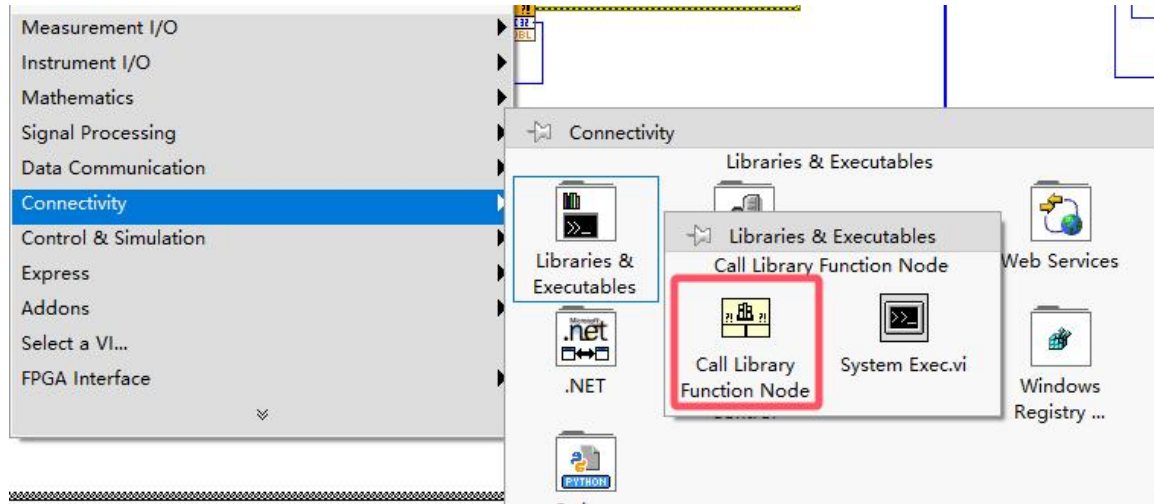 Measurement I/O
Instrument I/O
Mathematics
Signal Processing
Data Communication
Connectivity
Control & Simulation
Express
Addons
Select a VI...
FPGA Interface
Connectivity
Libraries & Executables
Libraries &
Executables
Web Services
.NET
Windows
Registry ...
PYTHON
Libraries & Executables
Call Library Function Node
Call Library
Function Node
System Exec.vi